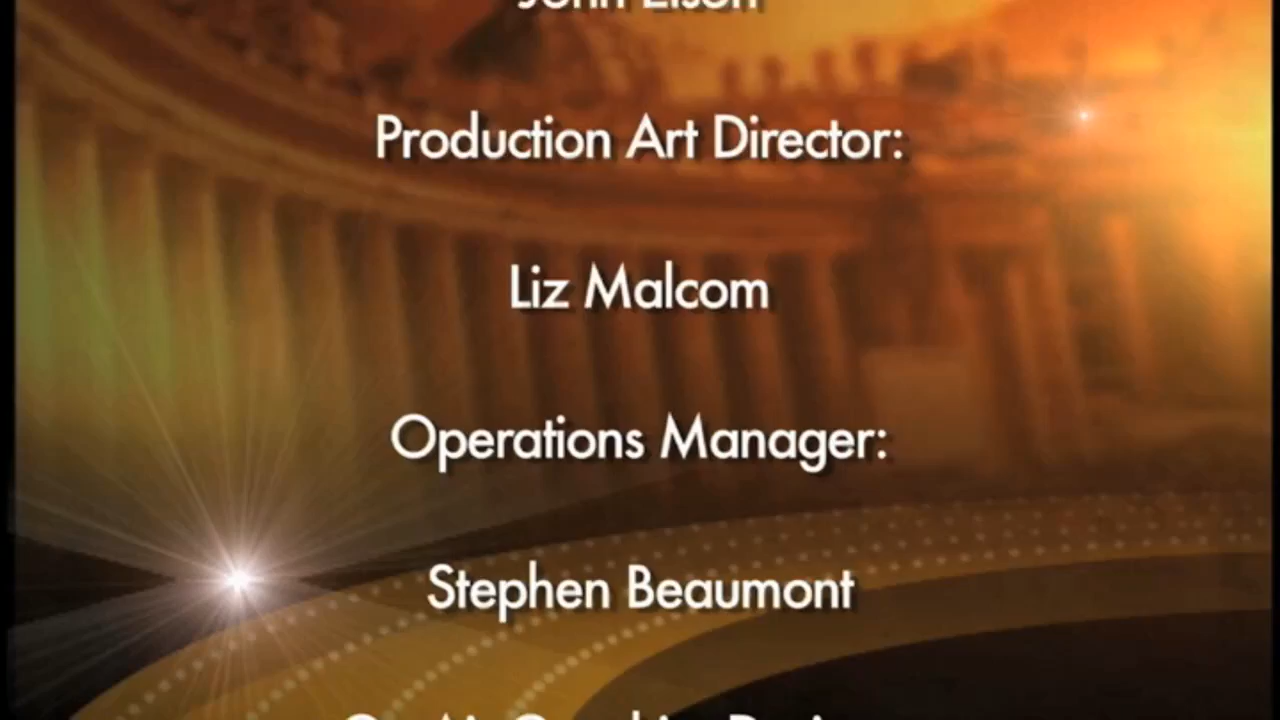 Production Art Director:
Liz Malcom
Operations Manager:
Stephen Beaumont